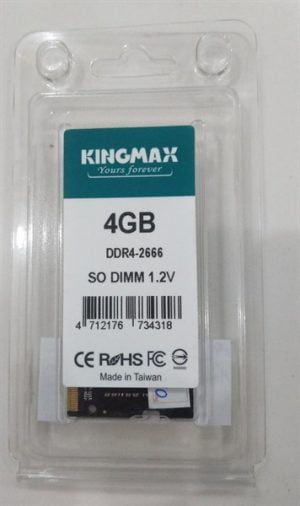 KINGMAX
Yours forever
4GB
DDR4-2666
SO DIMM 1.2V
4 712176 734318
CE RoHS FC
Made in Taiwan